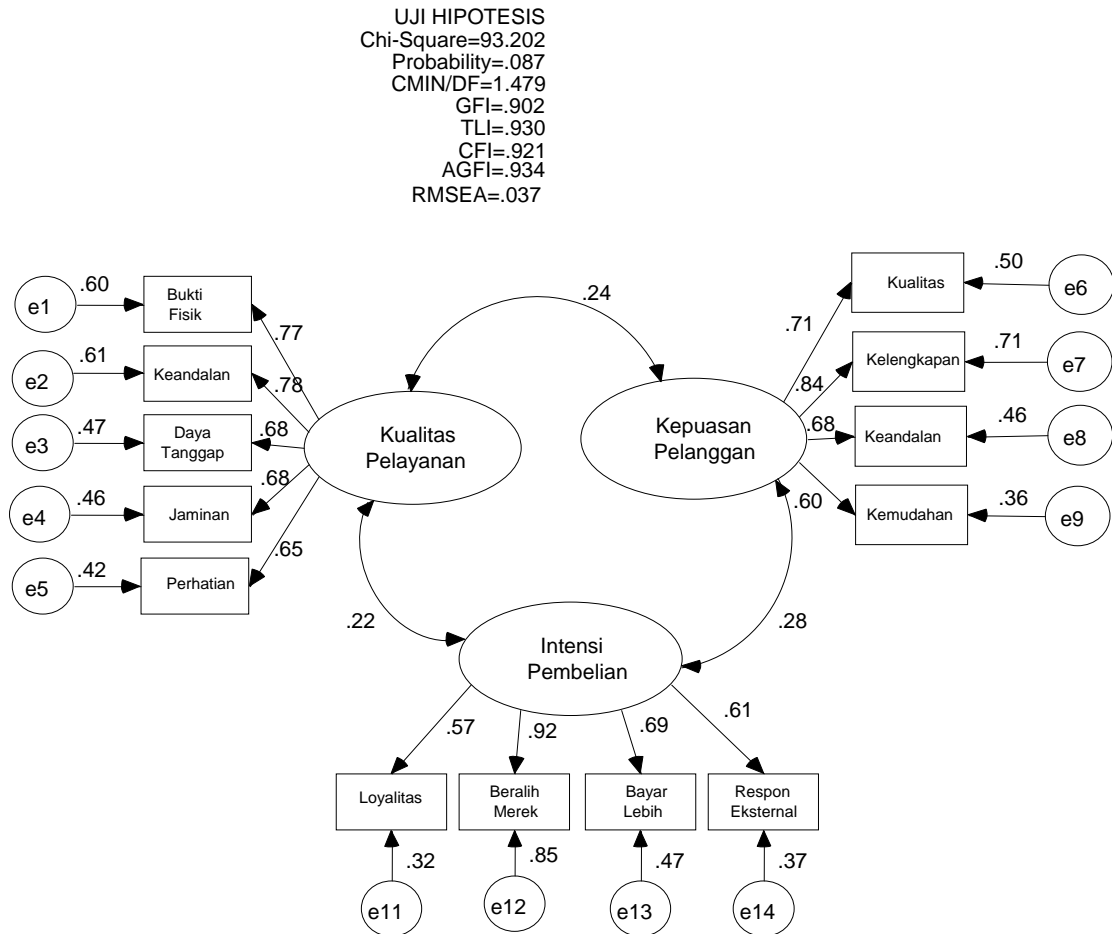 UJI HIPOTESIS
Chi-Square=93.202
Probability=.087
CMIN/DF=1.479
GFI=.902
TLI=.930
CFI=.921
AGFI=.934
RMSEA=.037
e1
.60
Bukti
Fisik
.77
e2
.61
Keandalan
.78
e3
.47
Daya
Tanggap
.68
e4
.46
Jaminan
.68
e5
.42
Perhatian
.65
Kualitas
Pelayanan
.24
Kepuasan
Pelanggan
.71
Kualitas
.50
e6
.84
Kelengkapan
.71
e7
.68
Keandalan
.46
e8
.60
Kemudahan
.36
e9
.22
.28
Intensi
Pembelian
.57
.92
.69
.61
Loyalitas
Beralih
Merek
Bayar
Lebih
Respon
Eksternal
.32
.85
.47
.37
e11
e12
e13
e14